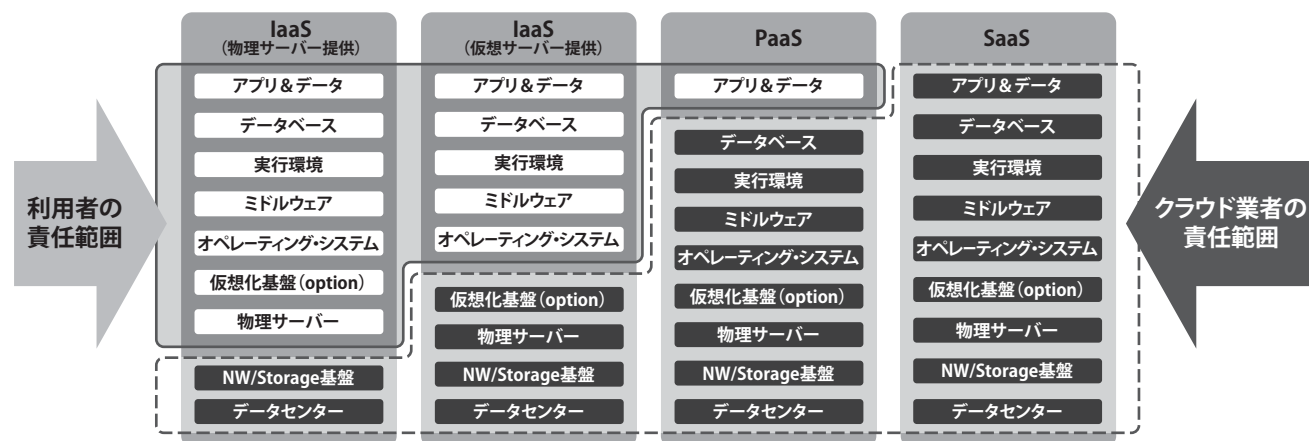 利用者の
責任範囲
IaaS
（物理サーバー提供）
アプリ&データ
データベース
実行環境
ミドルウェア
オペレーティング・システム
仮想化基盤（option）
物理サーバー
NW/Storage基盤
データセンター
IaaS
（仮想サーバー提供）
アプリ&データ
データベース
実行環境
ミドルウェア
オペレーティング・システム
仮想化基盤（option）
物理サーバー
NW/Storage基盤
データセンター
PaaS
アプリ&データ
データベース
実行環境
ミドルウェア
オペレーティング・システム
仮想化基盤（option）
物理サーバー
NW/Storage基盤
データセンター
SaaS
アプリ&データ
データベース
実行環境
ミドルウェア
オペレーティング・システム
仮想化基盤（option）
物理サーバー
NW/Storage基盤
データセンター
クラウド業者の
責任範囲